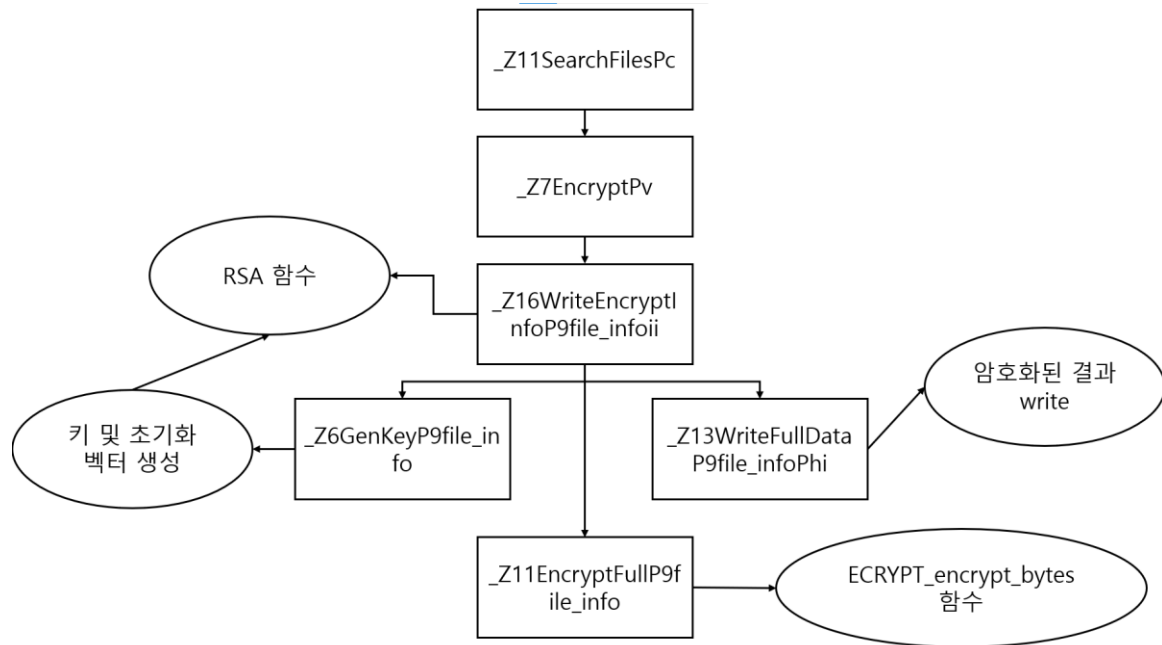 _Z11SearchFilesPc
_Z7EncryptPv
RSA 함수
_Z16WriteEncryptI
nfoP9file_infoii
암호화된 결과
write
키 및 초기화
벡터 생성
_Z6GenKeyP9file_in
fo
_Z13WriteFullData
P9file_infoPhi
_Z11EncryptFullP9f
ile_info
ECRYPT_encrypt_bytes
함수